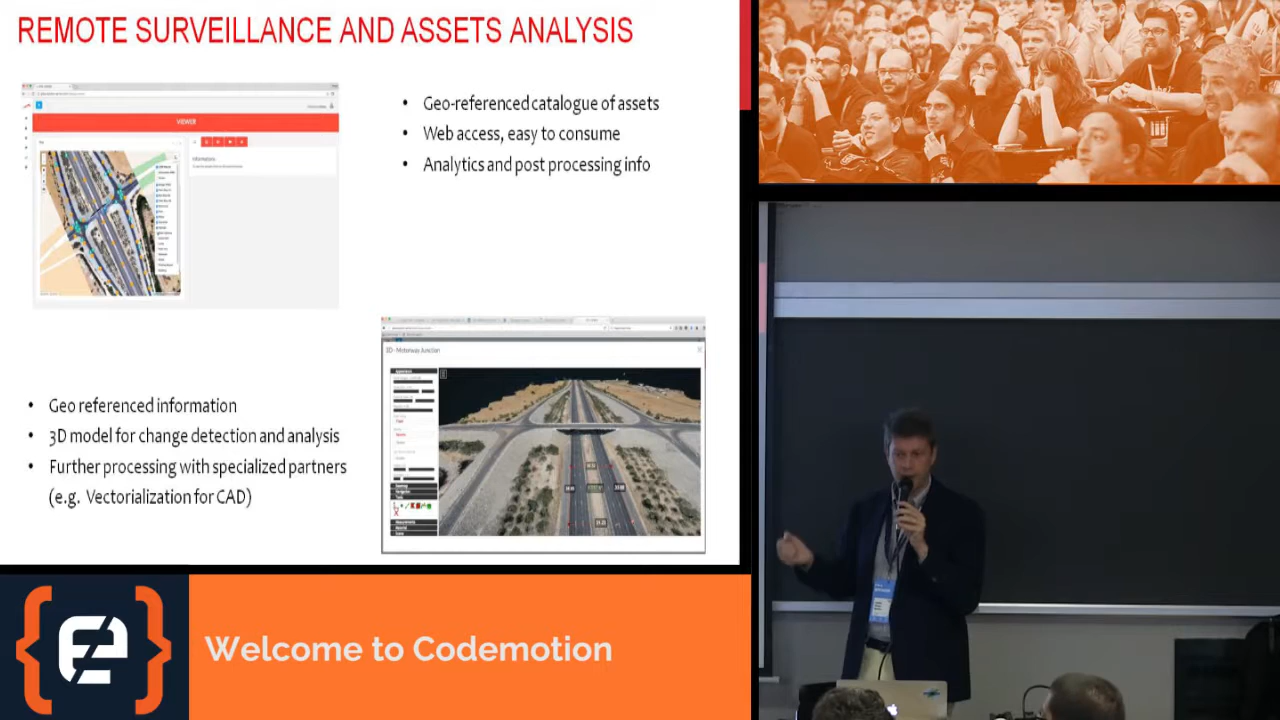 REMOTE SURVEILLANCE AND ASSETS ANALYSIS
VIEWER
Informations
• Geo-referenced catalogue of assets
• Web access, easy to consume
• Analytics and post processing info
3D - Motorway Junction
• Geo referenced information
• 3D model for change detection and analysis
• Further processing with specialized partners
(e.g. Vectorialization for CAD)
Welcome to Codemotion